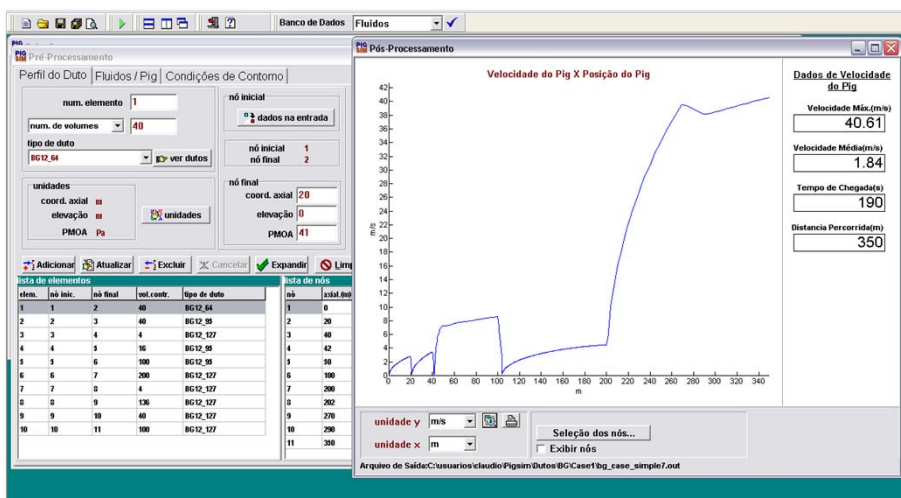 Banco de Dados Fluidos
Pré-Processamento
Perfil do Duto Fluidos / Pig Condições de Contorno
num. elemento 1
num. de volumes 40
tipo de duto
BG12_64 ver dutos
nó inicial
dados na entrada
nó inicial 1
nó final 2
unidades
coord. axial m
elevação m
PMOA Pa
unidades
nó final
coord. axial 20
elevação 0
PMOA 41
Adicionar Atualizar Excluir Cancelar Expandir Limp
lista de elementos
elem. nò inic. nò final vol.contr. tipo de duto
1 1 2 40 BG12_64
2 2 3 40 BG12_95
3 3 4 4 BG12_127
4 4 5 16 BG12_95
5 5 6 100 BG12_95
6 6 7 200 BG12_127
7 7 8 4 BG12_127
8 8 9 136 BG12_127
9 9 10 40 BG12_127
10 10 11 100 BG12_127
lista de nós
nò axial.(m)
1 0
2 20
3 40
4 42
5 50
6 100
7 200
8 202
9 270
10 290
11 350
Pós-Processamento
Velocidade do Pig X Posição do Pig
42
40
38
36
34
32
30
28
26
24
22
20
18
16
14
12
10
8
6
4
2
0
m/s
0 20 40 60 80 100 120 140 160 180 200 220 240 260 280 300 320 340
m
Dados de Velocidade
do Pig
Velocidade Máx.(m/s)
40.61
Velocidade Média(m/s)
1.84
Tempo de Chegada(s)
190
Distancia Percorrida(m)
350
unidade y m/s
unidade x m
Seleção dos nós...
Exibir nós
Arquivo de Saída:C:\usuarios\claudio\Pigsim\Dutos\BG\Case1\bg_case_simple7.out